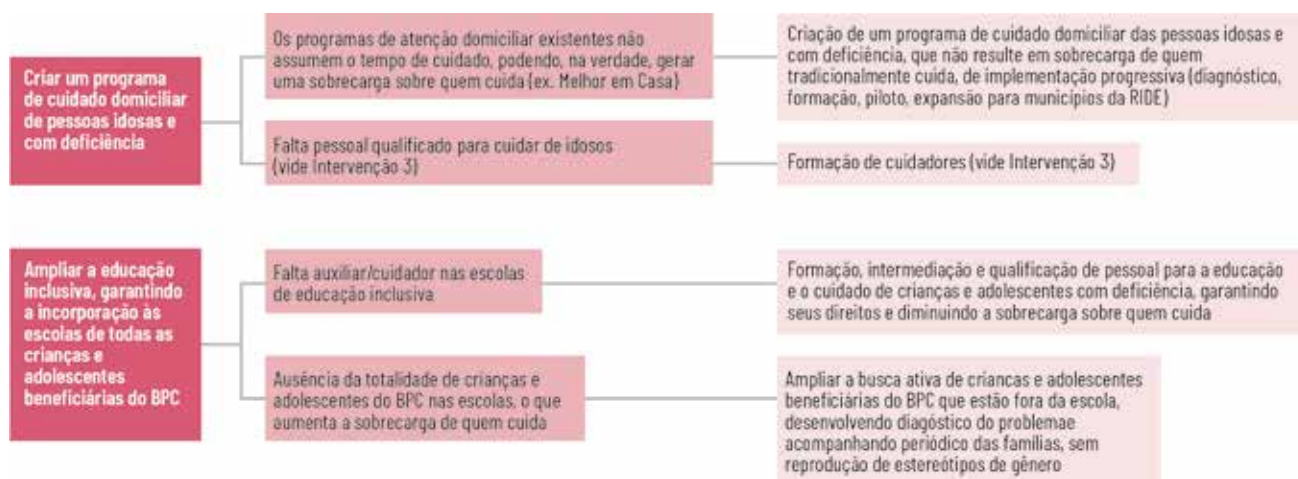 Criar um programa
de cuidado domiciliar
de pessoas idosas e
com deficiência
Os programas de atenção domiciliar existentes não
assumem o tempo de cuidado, podendo, na verdade, gerar
uma sobrecarga sobre quem cuida (ex. Melhor em Casa)
Criação de um programa de cuidado domiciliar das pessoas idosas e
com deficiência, que não resulte em sobrecarga de quem
tradicionalmente cuida, de implementação progressiva (diagnóstico,
formação, piloto, expansão para municípios da RIDE)
Falta pessoal qualificado para cuidar de idosos
(vide Intervenção 3)
Formação de cuidadores (vide Intervenção 3)
Ampliar a educação
inclusiva, garantindo
a incorporação às
escolas de todas as
crianças e
adolescentes
beneficiárias do BPC
Falta auxiliar/cuidador nas escolas
de educação inclusiva
Formação, intermediação e qualificação de pessoal para a educação
e o cuidado de crianças e adolescentes com deficiência, garantindo
seus direitos e diminuindo a sobrecarga sobre quem cuida
Ausência da totalidade de crianças e
adolescentes do BPC nas escolas, o que
aumenta a sobrecarga de quem cuida
Ampliar a busca ativa de criancas e adolescentes
beneficiárias do BPC que estão fora da escola,
desenvolvendo diagóstico do problemae
acompanhando periódico das famílias, sem
reprodução de estereótipos de gênero